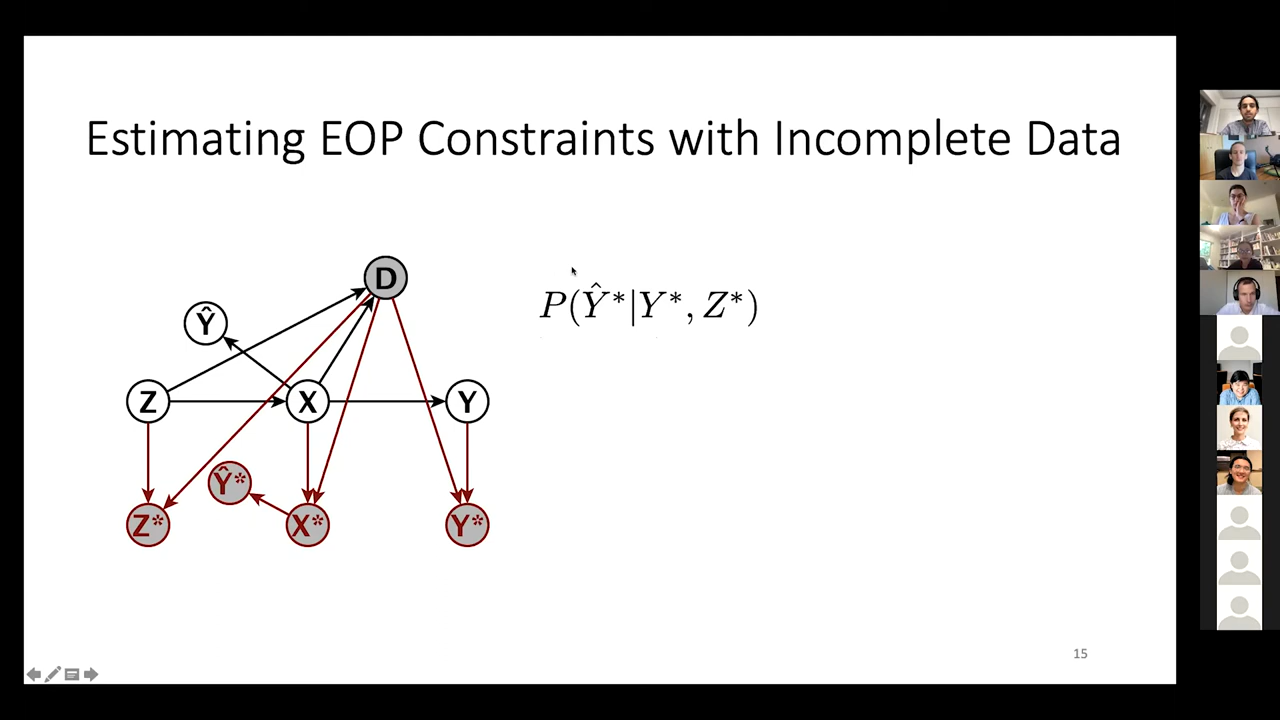 Estimating EOP Constraints with Incomplete Data
D
Ŷ
P(Ŷ*|Y*, Z*)
Z
X
Y
Ŷ*
Z*
X*
Y*
15